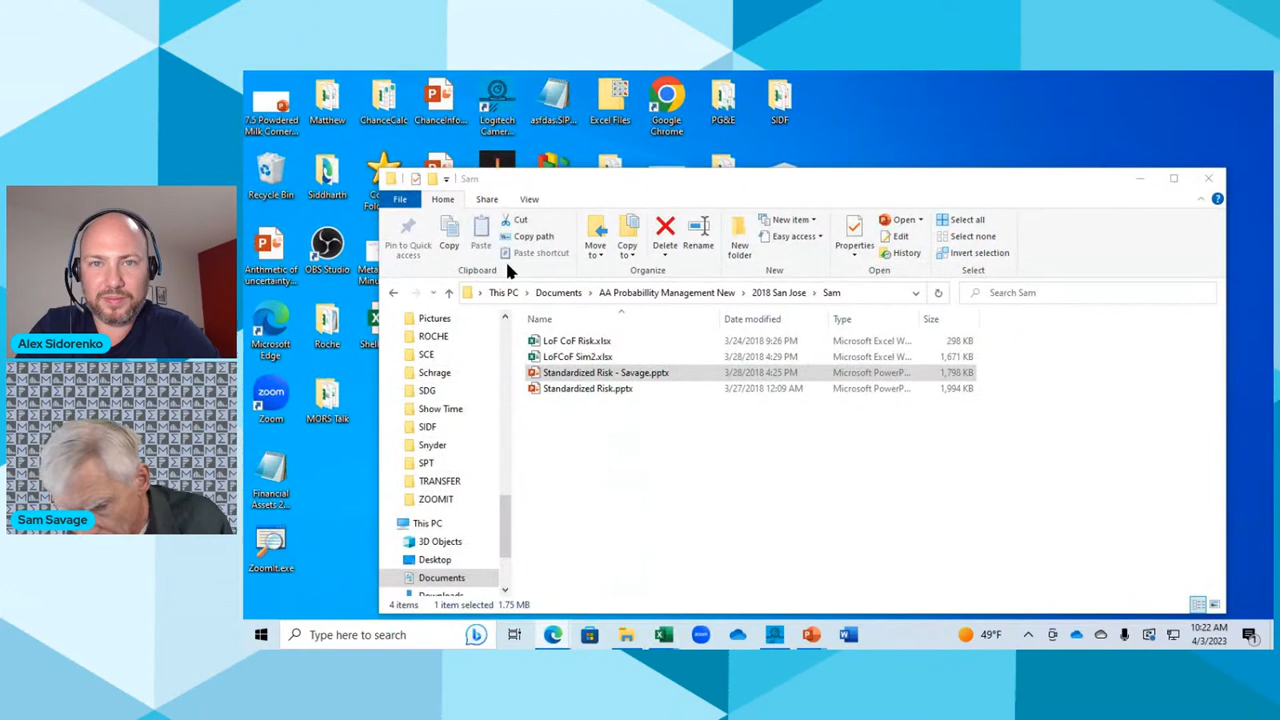 7.5 Powdered
Milk Comer...
Matthew
ChanceCalc
ChanceInfo...
Logitech
Camer...
asfdas.SIP...
Excel Files
Google
Chrome
PG&E
SIDF
Recycle Bin
Siddharth
Arithmetic of
uncertainty...
OBS Studio
Microsoft
Edge
Roche
Zoom
MORS Talk
Financial
Assets 2...
ZoomIt.exe
Alex Sidorenko
Sam Savage
Sam
File
Home
Share
View
Pin to Quick
access
Copy
Paste
Cut
Copy path
Paste shortcut
Clipboard
Move
to
Copy
to
Delete
Rename
Organize
New
folder
New item
Easy access
New
Properties
Open
Edit
History
Open
Select all
Select none
Invert selection
Select
This PC
Documents
AA Probabillity Management New
2018 San Jose
Sam
Search Sam
Pictures
ROCHE
SCE
Schrage
SDG
Show Time
SIDF
Snyder
SPT
TRANSFER
ZOOMIT
This PC
3D Objects
Desktop
Documents
Name Date modified Type Size
LoF CoF Risk.xlsx 3/24/2018 9:26 PM Microsoft Excel W... 298 KB
LoFCoF Sim2.xlsx 3/28/2018 4:29 PM Microsoft Excel W... 1,671 KB
Standardized Risk - Savage.pptx 3/28/2018 4:25 PM Microsoft PowerP... 1,798 KB
Standardized Risk.pptx 3/27/2018 12:09 AM Microsoft PowerP... 1,994 KB
4 items 1 item selected 1.75 MB
Type here to search
49°F
10:22 AM
4/3/2023